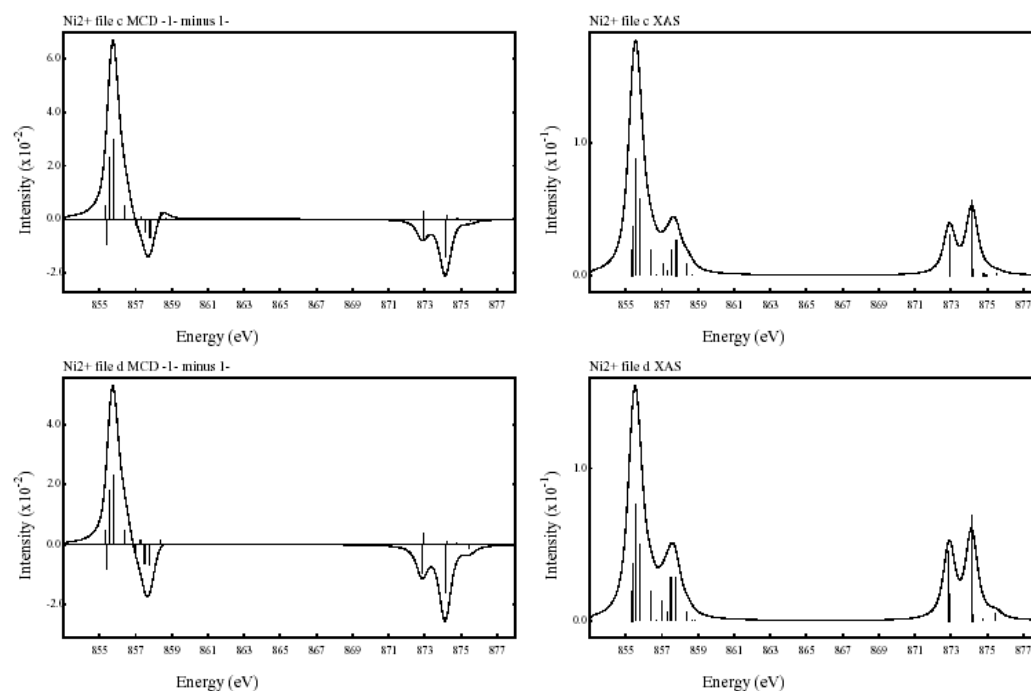 Ni2+ file c MCD -1- minus 1-
Intensity (x10-2)
6.0
4.0
2.0
0.0
-2.0
855 857 859 861 863 865 867 869 871 873 875 877
Energy (eV)
Ni2+ file c XAS
Intensity (x10-1)
1.0
0.0
855 857 859 861 863 865 867 869 871 873 875 877
Energy (eV)
Ni2+ file d MCD -1- minus 1-
Intensity (x10-2)
4.0
2.0
0.0
-2.0
855 857 859 861 863 865 867 869 871 873 875 877
Energy (eV)
Ni2+ file d XAS
Intensity (x10-1)
1.0
0.0
855 857 859 861 863 865 867 869 871 873 875 877
Energy (eV)